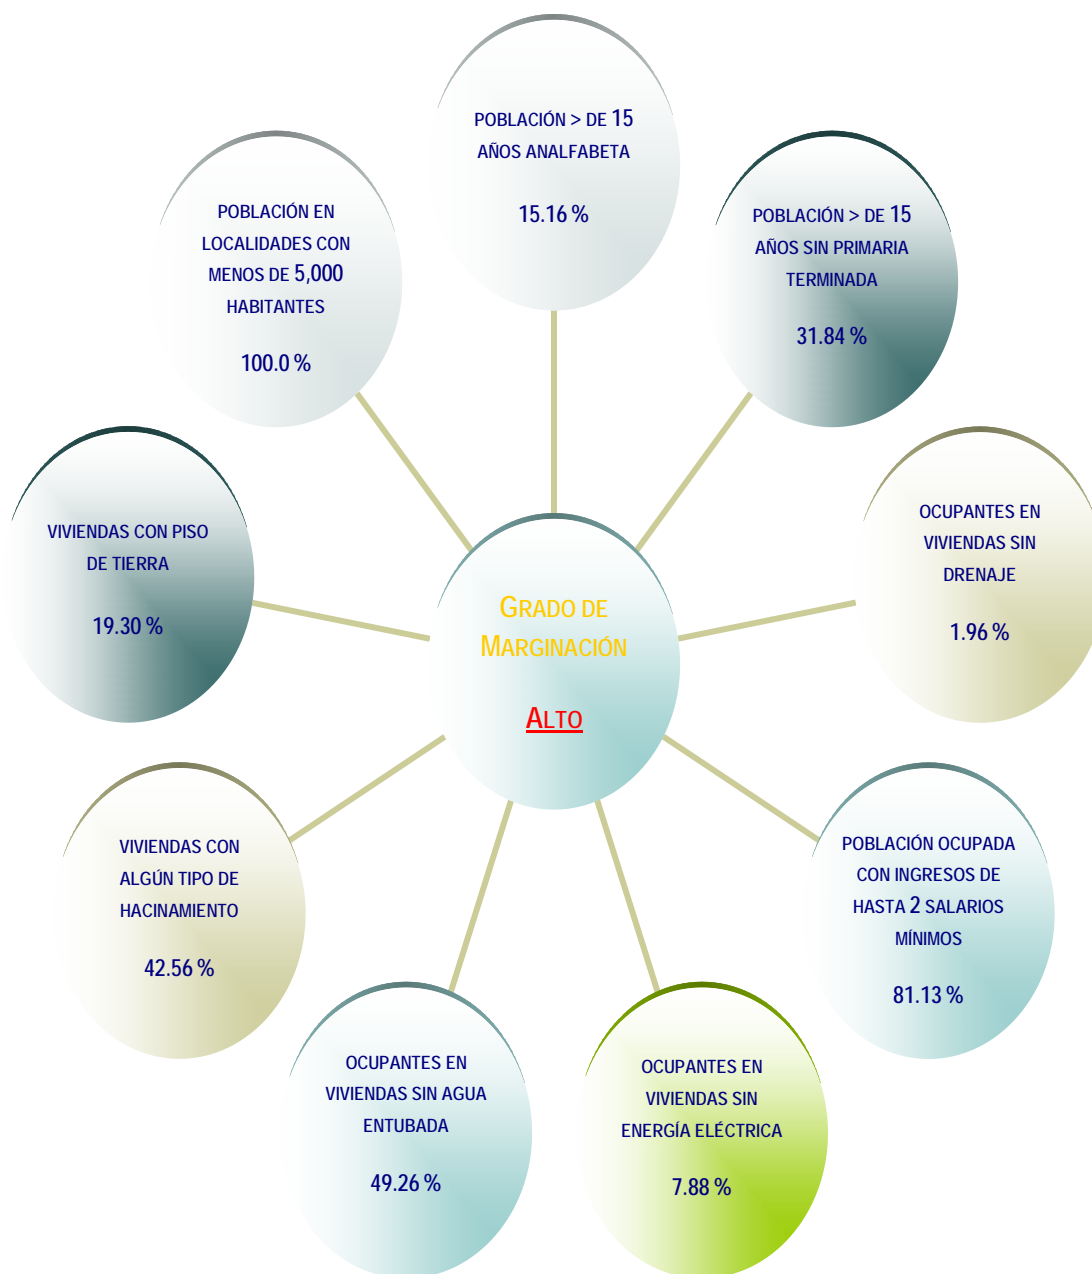 POBLACIÓN > DE 15
AÑOS ANALFABETA
15.16 %
POBLACIÓN > DE 15
AÑOS SIN PRIMARIA
TERMINADA
31.84 %
OCUPANTES EN
VIVIENDAS SIN
DRENAJE
1.96 %
POBLACIÓN OCUPADA
CON INGRESOS DE
HASTA 2 SALARIOS
MÍNIMOS
81.13 %
OCUPANTES EN
VIVIENDAS SIN
ENERGÍA ELÉCTRICA
7.88 %
OCUPANTES EN
VIVIENDAS SIN AGUA
ENTUBADA
49.26 %
VIVIENDAS CON
ALGÚN TIPO DE
HACINAMIENTO
42.56 %
VIVIENDAS CON PISO
DE TIERRA
19.30 %
POBLACIÓN EN
LOCALIDADES CON
MENOS DE 5,000
HABITANTES
100.0 %
GRADO DE
MARGINACIÓN
ALTO